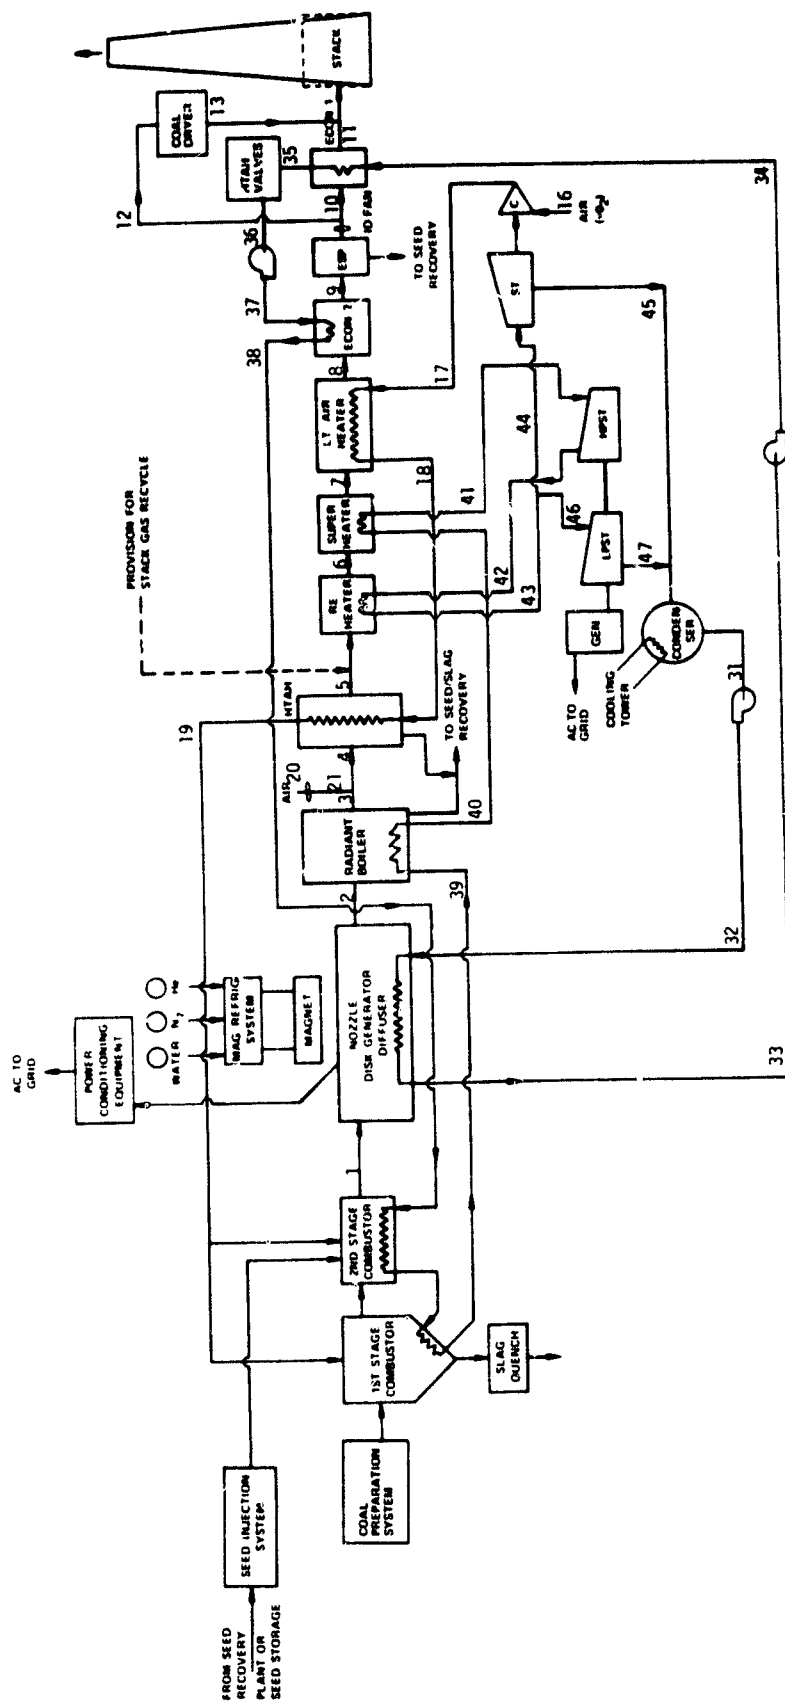 FROM SEED
RECOVERY
PLANT OR
SEED STORAGE
SEED INJECTION
SYSTEM
COAL
PREPARATION
SYSTEM
1ST STAGE
COMBUSTOR
SLAG
QUENCH
2ND STAGE
COMBUSTOR
1
AC TO
GRID
POWER
CONDITIONING
EQUIPMENT
WATER
N2
He
MAG REFRIG
SYSTEM
MAGNET
NOZZLE
DISK GENERATOR
DIFFUSER
33
32
2
39
RADIANT
BOILER
40
3
21
AIR
20
4
TO SEED/SLAG
RECOVERY
HTAH
19
5
PROVISION FOR
STACK GAS RECYCLE
RE
HEATER
6
SUPER
HEATER
7
42
43
41
18
LT AIR
HEATER
8
17
38
ECON 2
37
36
9
ESP
TO SEED
RECOVERY
ID FAN
10
12
COAL
DRYER
13
HTAH
VALVES
35
ECON 1
11
STACK
34
C
16
AIR
(+O2)
ST
45
44
HPST
46
LPST
47
GEN
AC TO
GRID
COOLING
TOWER
CONDEN
SER
31